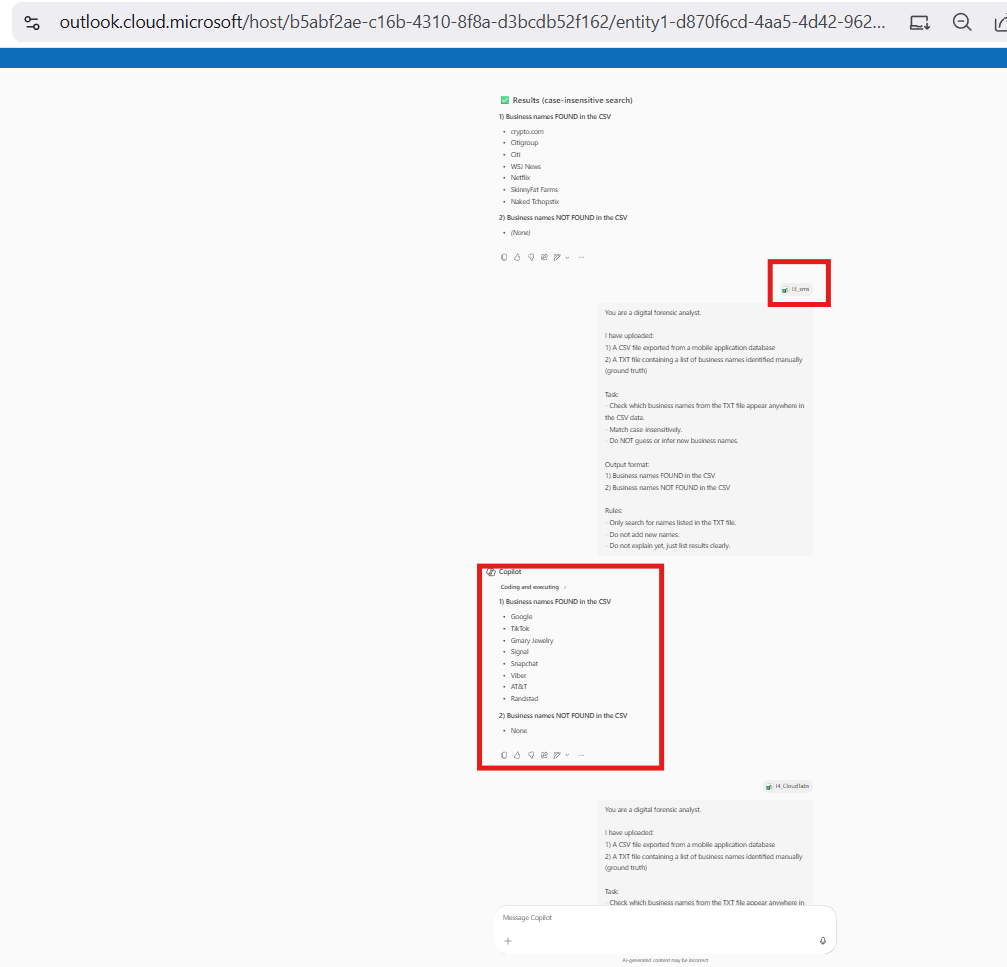 outlook.cloud.microsoft/host/b5abf2ae-c16b-4310-8f8a-d3bcdb52f162/entity1-d870f6cd-4aa5-4d42-962...
Results (case-insensitive search)
1) Business names FOUND in the CSV
• crypto.com
• Citigroup
• Citi
• WSJ News
• Netflix
• SkinnyFat Farms
• Naked Tchopstix
2) Business names NOT FOUND in the CSV
• (None)
I3_sms
You are a digital forensic analyst.
I have uploaded:
1) A CSV file exported from a mobile application database
2) A TXT file containing a list of business names identified manually
(ground truth)
Task:
- Check which business names from the TXT file appear anywhere in
the CSV data.
- Match case-insensitively.
- Do NOT guess or infer new business names.
Output format:
1) Business names FOUND in the CSV
2) Business names NOT FOUND in the CSV
Rules:
- Only search for names listed in the TXT file.
- Do not add new names.
- Do not explain yet, just list results clearly.
Copilot
Coding and executing
1) Business names FOUND in the CSV
• Google
• TikTok
• Gmary Jewelry
• Signal
• Snapchat
• Viber
• AT&T
• Randstad
2) Business names NOT FOUND in the CSV
• None
I4_CloudTabs
You are a digital forensic analyst.
I have uploaded:
1) A CSV file exported from a mobile application database
2) A TXT file containing a list of business names identified manually
(ground truth)
Task:
- Check which business names from the TXT file appear anywhere in
Message Copilot
AI-generated content may be incorrect